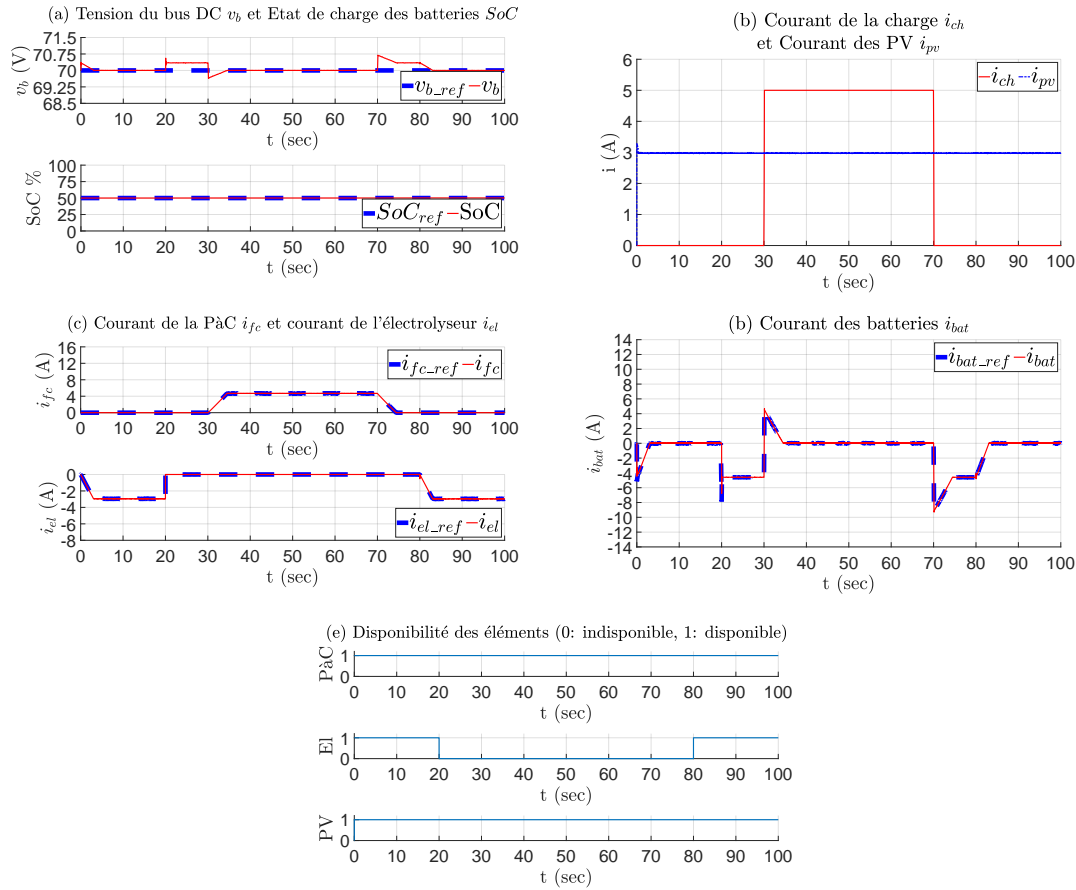 (a) Tension du bus DC v_b et Etat de charge des batteries SoC
71.5
70.75
70
69.25
68.5
v_b (V)
v_b_ref v_b
0 10 20 30 40 50 60 70 80 90 100
t (sec)
100
75
50
25
0
SoC %
SoC_ref SoC
0 10 20 30 40 50 60 70 80 90 100
t (sec)
(b) Courant de la charge i_ch
et Courant des PV i_pv
6
5
4
3
2
1
0
i (A)
i_ch i_pv
0 10 20 30 40 50 60 70 80 90 100
t (sec)
(c) Courant de la PàC i_fc et courant de l'électrolyseur i_el
16
12
8
4
0
i_fc (A)
i_fc_ref i_fc
0 10 20 30 40 50 60 70 80 90 100
t (sec)
0
-2
-4
-6
-8
i_el (A)
i_el_ref i_el
0 10 20 30 40 50 60 70 80 90 100
t (sec)
(b) Courant des batteries i_bat
14
12
10
8
6
4
2
0
-2
-4
-6
-8
-10
-12
-14
i_bat (A)
i_bat_ref i_bat
0 10 20 30 40 50 60 70 80 90 100
t (sec)
(e) Disponibilité des éléments (0: indisponible, 1: disponible)
PàC
1
0
0 10 20 30 40 50 60 70 80 90 100
t (sec)
El
1
0
0 10 20 30 40 50 60 70 80 90 100
t (sec)
PV
1
0
0 10 20 30 40 50 60 70 80 90 100
t (sec)